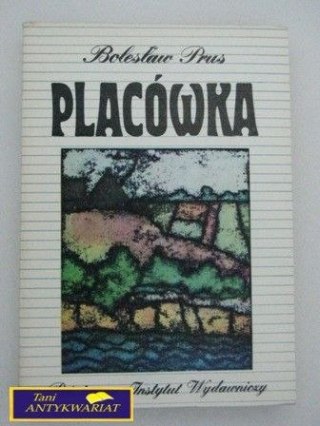 Bolesław Prus
PLACÓWKA
Instytut Wydawniczy
Tani
ANTYKWARIAT